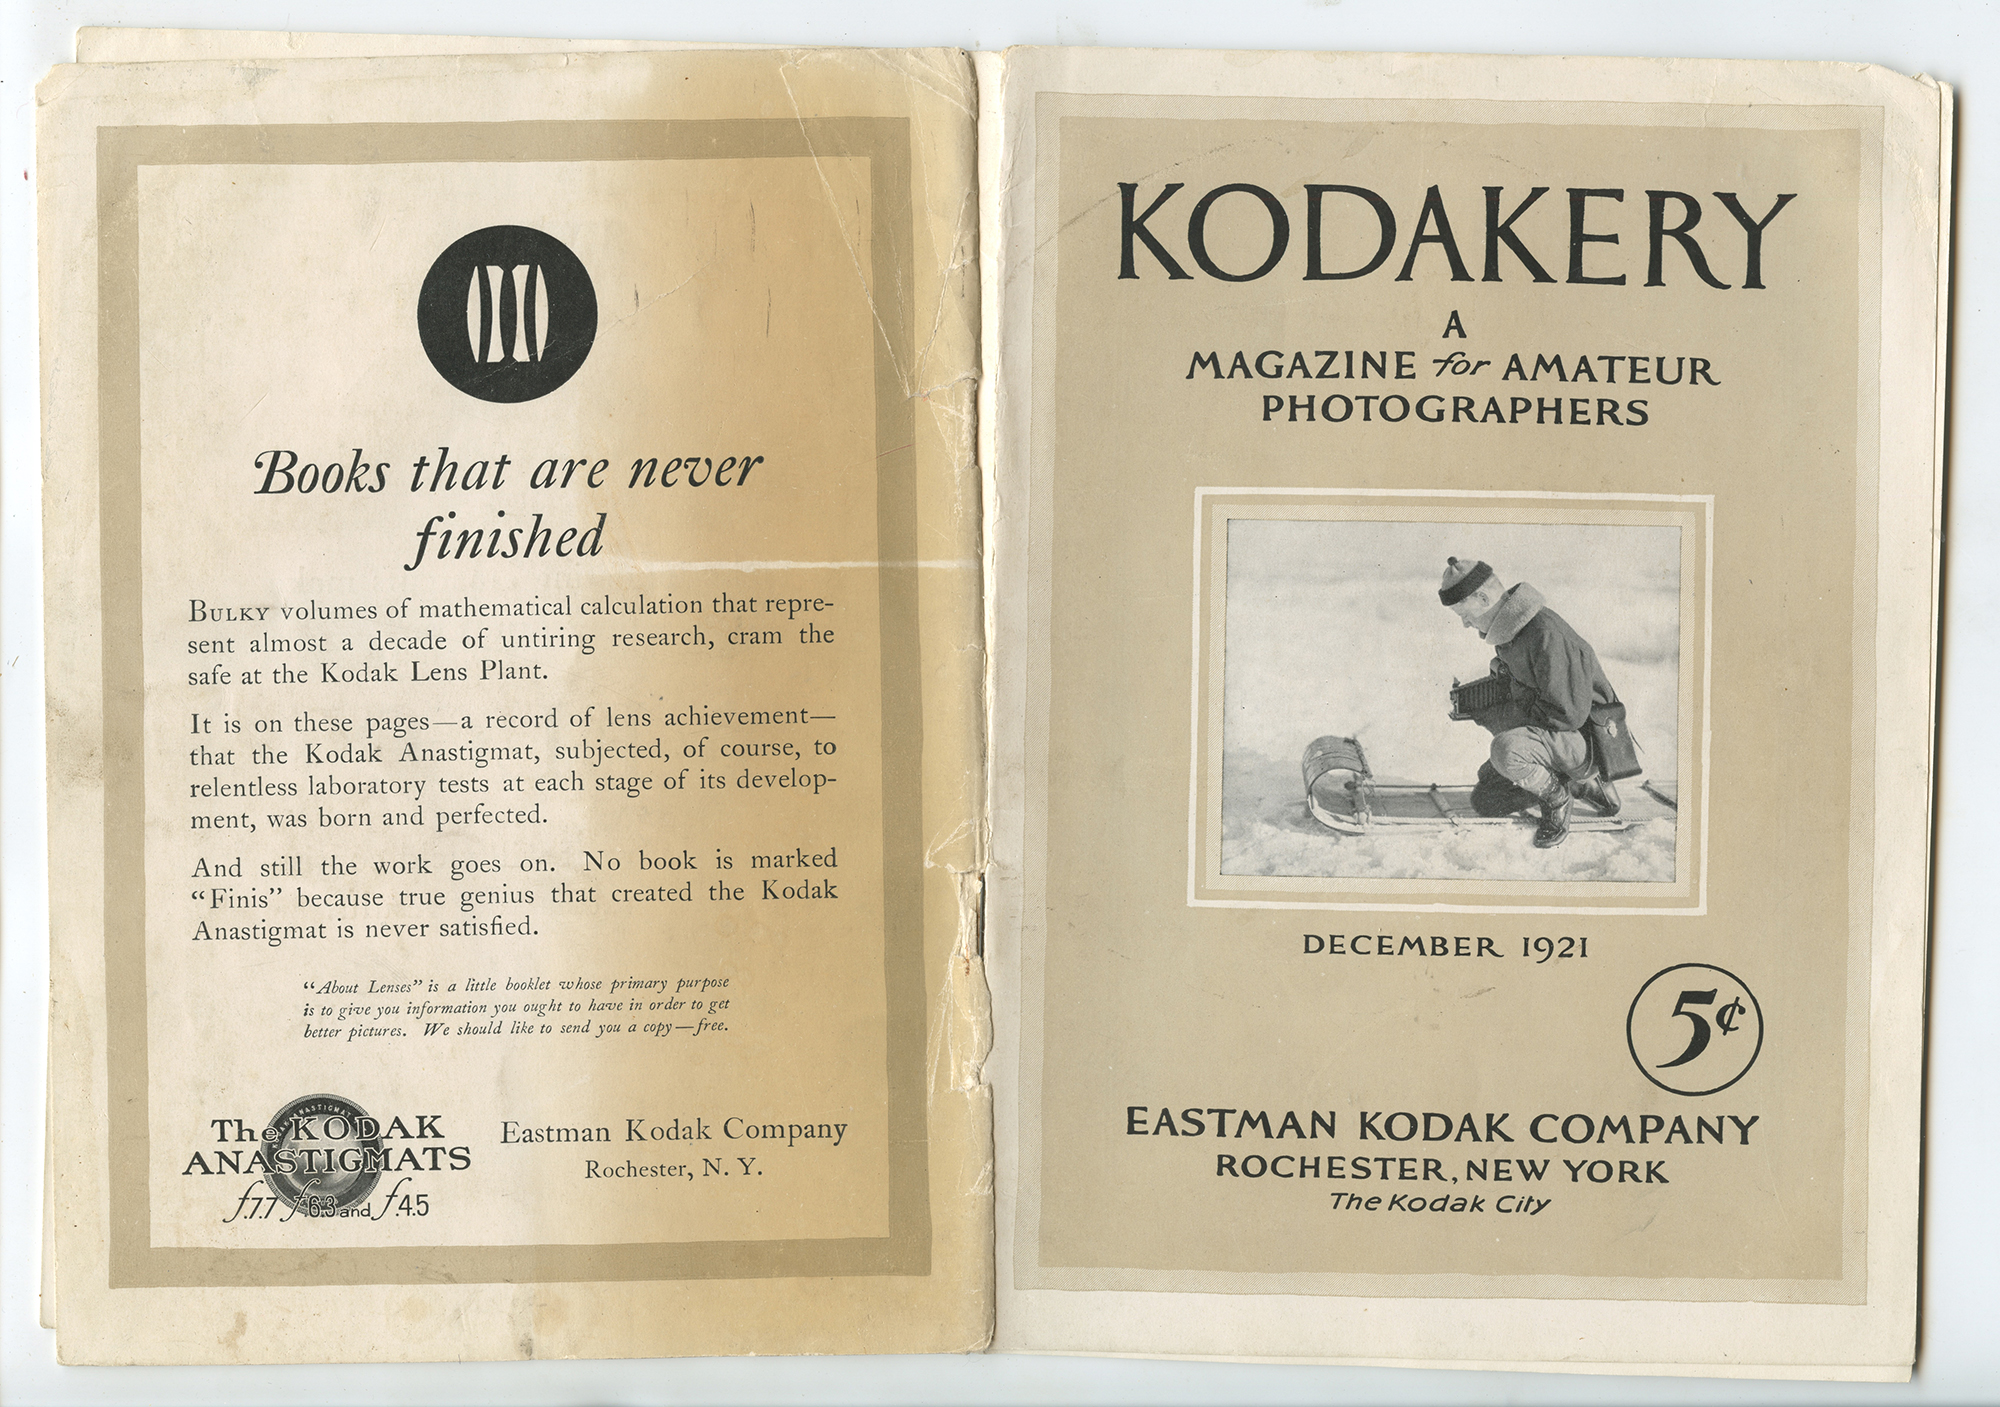 Books that are never
finished
BULKY volumes of mathematical calculation that repre-
sent almost a decade of untiring research, cram the
safe at the Kodak Lens Plant.
It is on these pages—a record of lens achievement—
that the Kodak Anastigmat, subjected, of course, to
relentless laboratory tests at each stage of its develop-
ment, was born and perfected.
And still the work goes on. No book is marked
“Finis” because true genius that created the Kodak
Anastigmat is never satisfied.
“About Lenses” is a little booklet whose primary purpose
is to give you information you ought to have in order to get
better pictures. We should like to send you a copy—free.
The KODAK
ANASTIGMATS
f.7.7 f.6.3 and f.4.5
Eastman Kodak Company
Rochester, N. Y.
KODAKERY
A
MAGAZINE for AMATEUR
PHOTOGRAPHERS
DECEMBER 1921
5¢
EASTMAN KODAK COMPANY
ROCHESTER, NEW YORK
The Kodak City